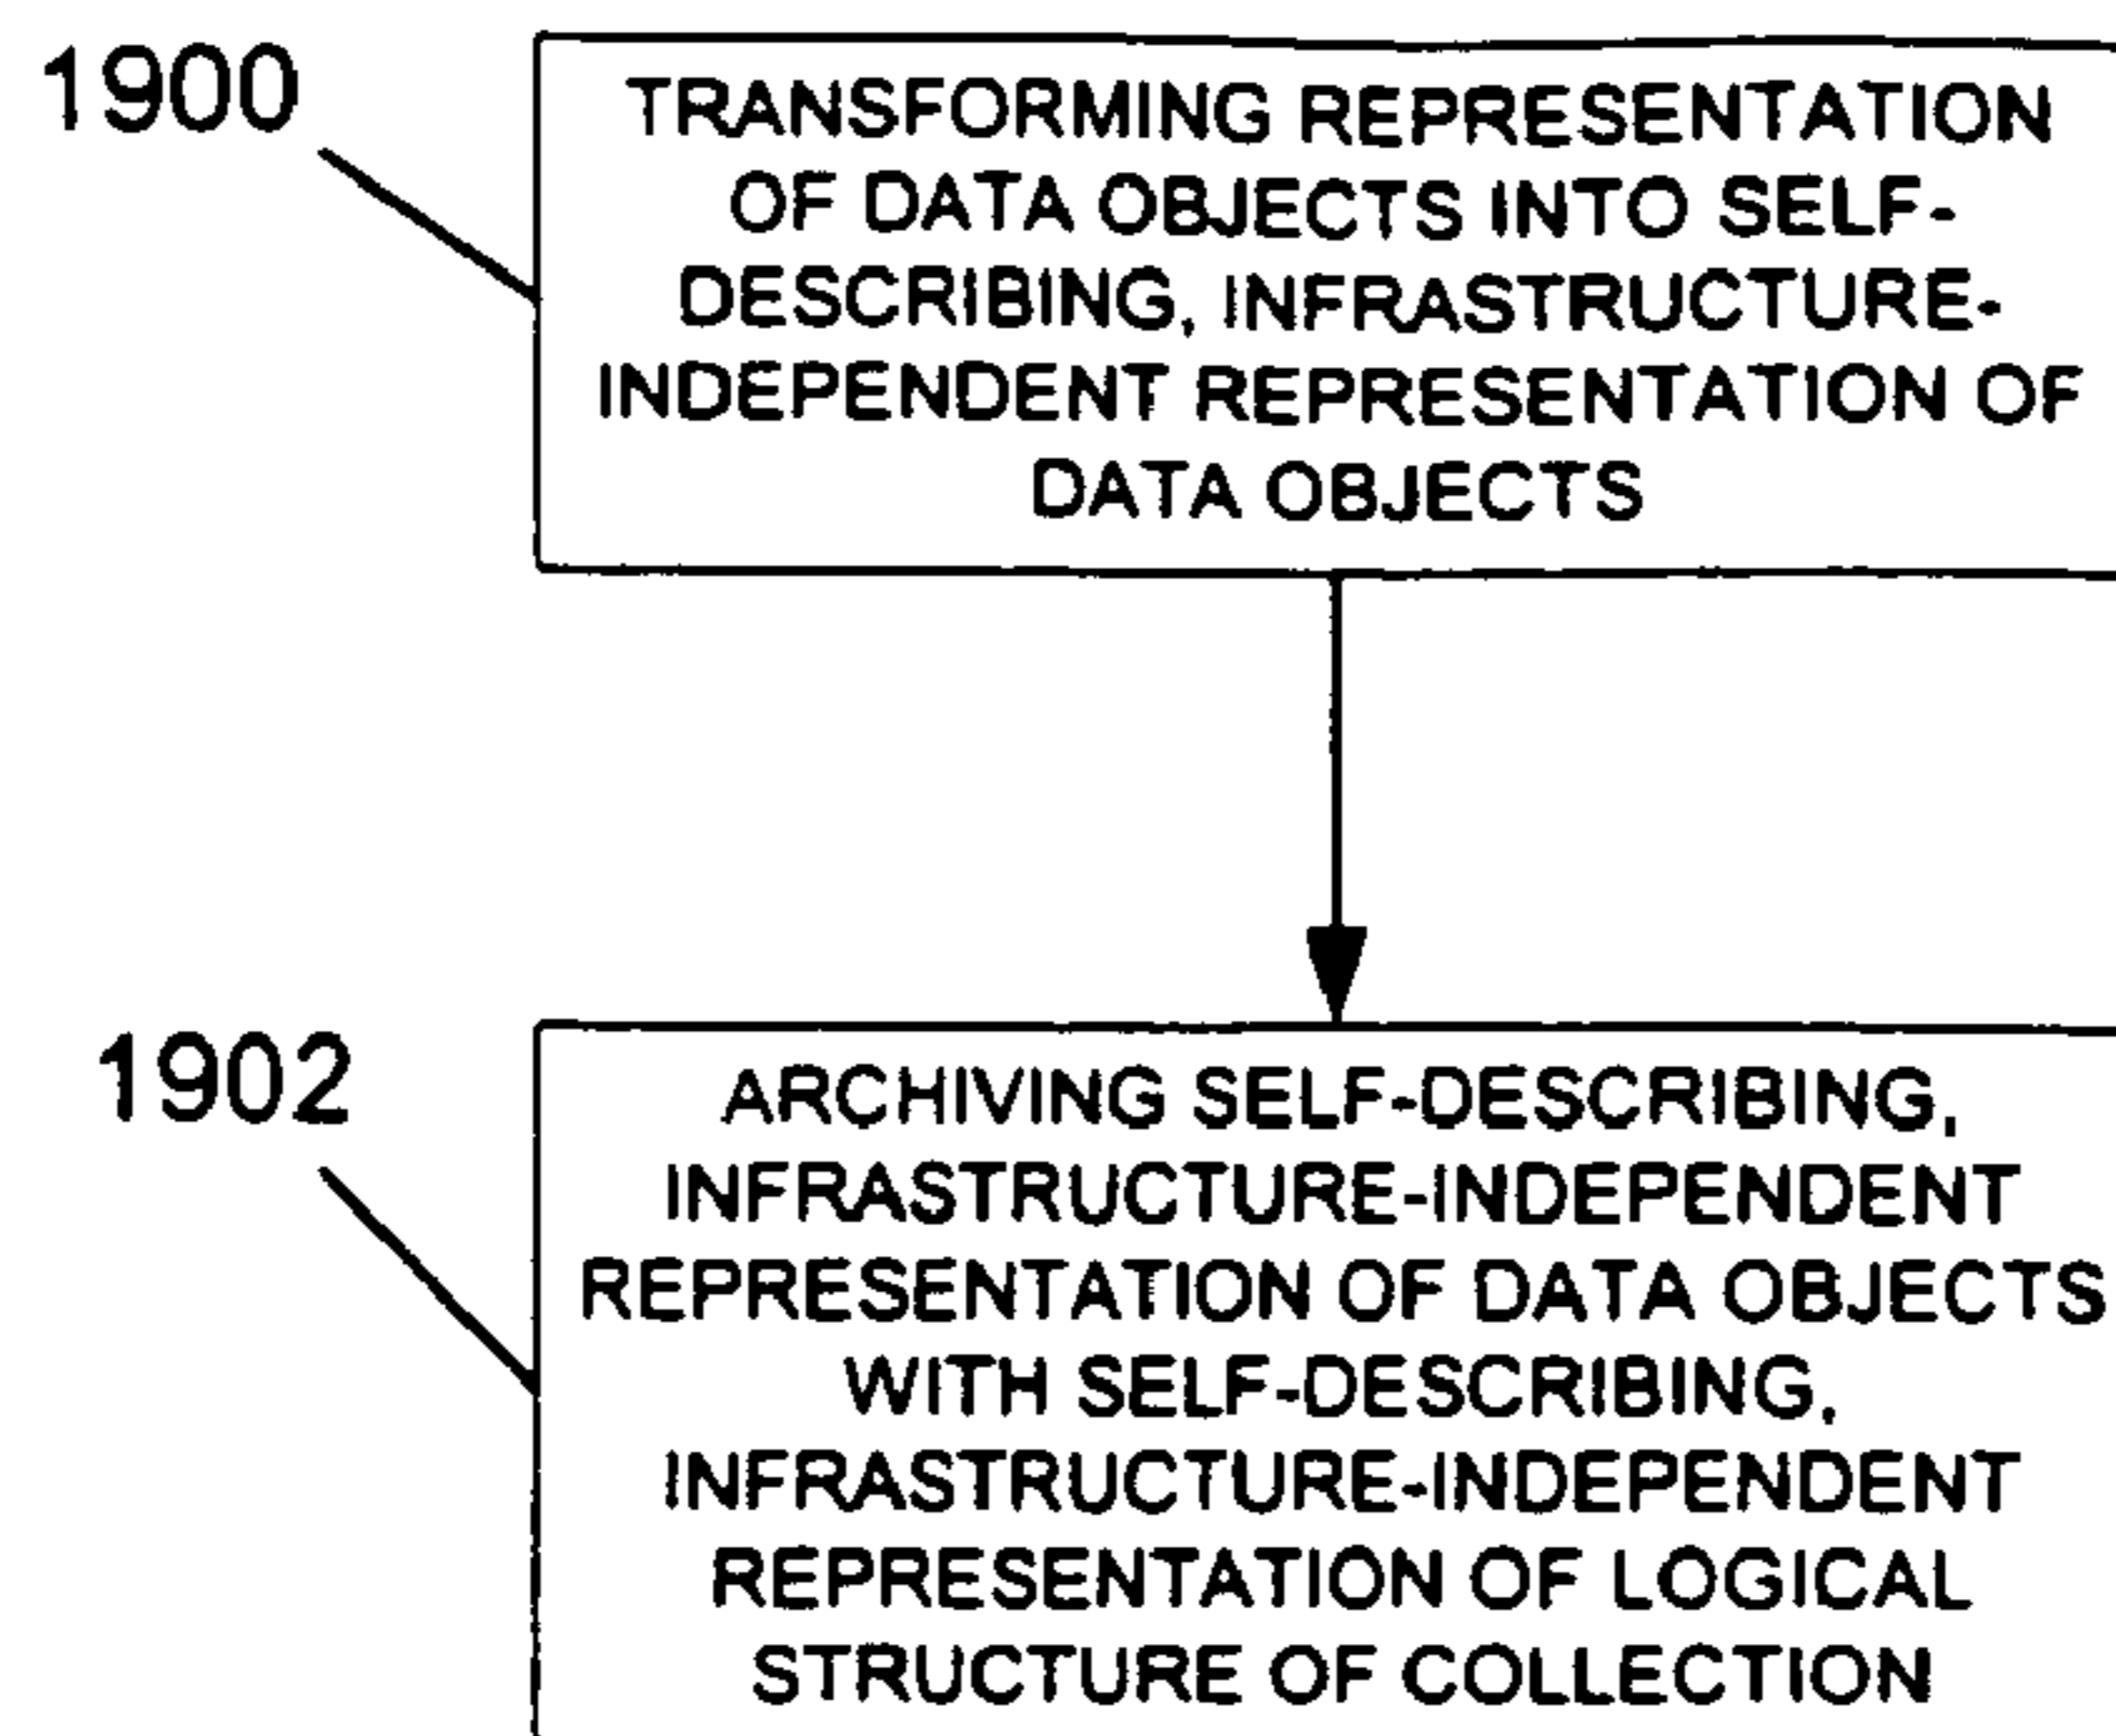 1900
TRANSFORMING REPRESENTATION
OF DATA OBJECTS INTO SELF-
DESCRIBING, INFRASTRUCTURE-
INDEPENDENT REPRESENTATION OF
DATA OBJECTS
1902
ARCHIVING SELF-DESCRIBING,
INFRASTRUCTURE-INDEPENDENT
REPRESENTATION OF DATA OBJECTS
WITH SELF-DESCRIBING,
INFRASTRUCTURE-INDEPENDENT
REPRESENTATION OF LOGICAL
STRUCTURE OF COLLECTION